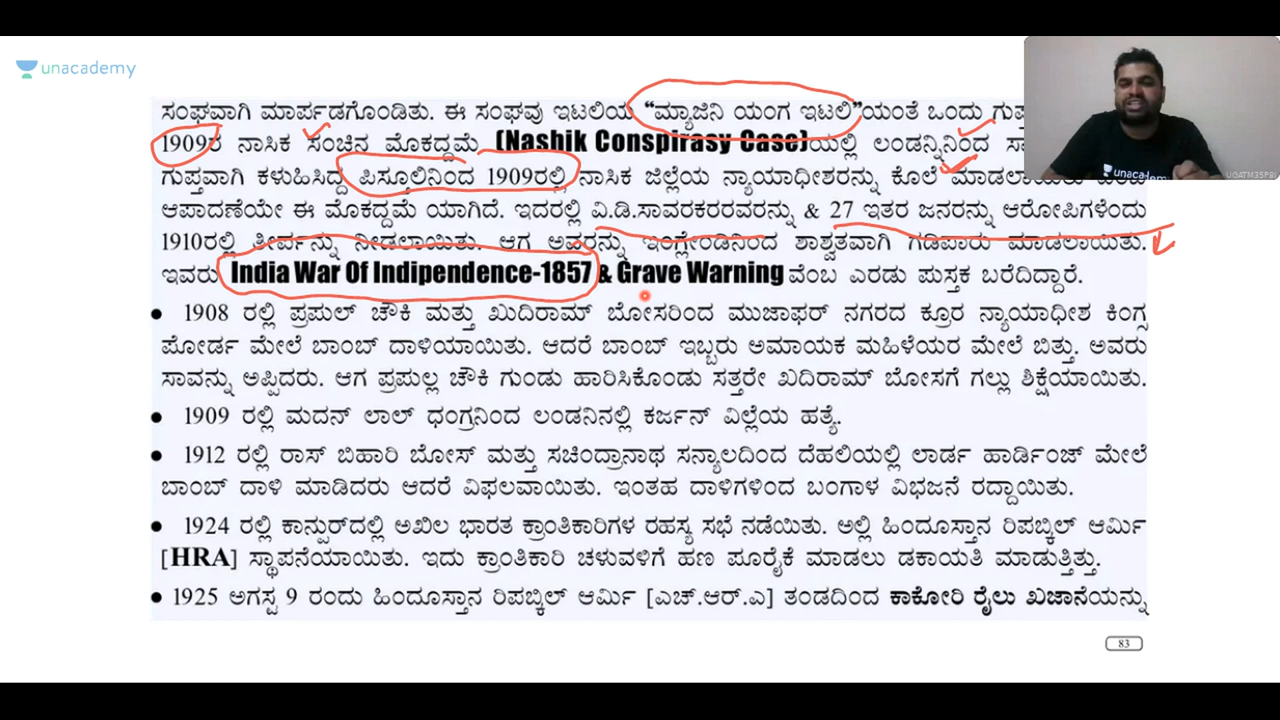 unacademy
ಸಂಘವಾಗಿ ಮಾರ್ಪಡಗೊಂಡಿತು. ಈ ಸಂಘವು ಇಟಲಿಯ “ಮ್ಯಾಜಿನಿ ಯಂಗ ಇಟಲಿ”ಯಂತೆ ಒಂದು
1909ರ ನಾಸಿಕ ಸಂಚಿನ ಮೊಕದ್ದಮೆ (Nashik Conspiracy Case)ಯಲ್ಲಿ ಲಂಡನ್ನಿನಿಂದ
ಗುಪ್ತವಾಗಿ ಕಳುಹಿಸಿದ್ದ ಪಿಸ್ತೂಲಿನಿಂದ 1909ರಲ್ಲಿ ನಾಸಿಕ ಜಿಲ್ಲೆಯ ನ್ಯಾಯಾಧೀಶರನ್ನು ಕೊಲೆ
ಆಪಾದಣೆಯೇ ಈ ಮೊಕದ್ದಮೆ ಯಾಗಿದೆ. ಇದರಲ್ಲಿ ವಿ.ಡಿ.ಸಾವರಕರರವರನ್ನು & 27 ಇತರ ಜನರನ್ನು ಆರೋಪಿಗಳೆಂದು
1910ರಲ್ಲಿ ತೀರ್ಪನ್ನು ನೀಡಲಾಯಿತು. ಆಗ ಅವರನ್ನು ಇಂಗ್ಲೇಂಡಿನಿಂದ ಶಾಶ್ವತವಾಗಿ ಗಡಿಪಾರು ಮಾಡಲಾಯಿತು.
ಇವರು India War Of Indipendence-1857 & Grave Warning ವೆಂಬ ಎರಡು ಪುಸ್ತಕ ಬರೆದಿದ್ದಾರೆ.
• 1908 ರಲ್ಲಿ ಪ್ರಫುಲ್ ಚೌಕಿ ಮತ್ತು ಖುದಿರಾಮ್ ಬೋಸರಿಂದ ಮುಜಾಫರ್ ನಗರದ ಕ್ರೂರ ನ್ಯಾಯಾಧೀಶ ಕಿಂಗ್ಸ
ಪೋರ್ಡ ಮೇಲೆ ಬಾಂಬ್ ದಾಳಿಯಾಯಿತು. ಆದರೆ ಬಾಂಬ್ ಇಬ್ಬರು ಅಮಾಯಕ ಮಹಿಳೆಯರ ಮೇಲೆ ಬಿತ್ತು. ಅವರು
ಸಾವನ್ನು ಅಪ್ಪಿದರು. ಆಗ ಪ್ರಫುಲ್ಲ ಚೌಕಿ ಗುಂಡು ಹಾರಿಸಿಕೊಂಡು ಸತ್ತರೇ ಖದಿರಾಮ್ ಬೋಸಗೆ ಗಲ್ಲು ಶಿಕ್ಷೆಯಾಯಿತು.
• 1909 ರಲ್ಲಿ ಮದನ್ ಲಾಲ್ ಧಂಗ್ರನಿಂದ ಲಂಡನಿನಲ್ಲಿ ಕರ್ಜನ್ ವಿಲ್ಲೆಯ ಹತ್ಯೆ.
• 1912 ರಲ್ಲಿ ರಾಸ್ ಬಿಹಾರಿ ಬೋಸ್ ಮತ್ತು ಸಚಿಂದ್ರಾನಾಥ ಸನ್ಯಾಲದಿಂದ ದೆಹಲಿಯಲ್ಲಿ ಲಾರ್ಡ ಹಾರ್ಡಿಂಜ್ ಮೇಲೆ
ಬಾಂಬ್ ದಾಳಿ ಮಾಡಿದರು ಆದರೆ ವಿಫಲವಾಯಿತು. ಇಂತಹ ದಾಳಿಗಳಿಂದ ಬಂಗಾಳ ವಿಭಜನೆ ರದ್ದಾಯಿತು.
• 1924 ರಲ್ಲಿ ಕಾನ್ಪುರ್‌ದಲ್ಲಿ ಅಖಿಲ ಭಾರತ ಕ್ರಾಂತಿಕಾರಿಗಳ ರಹಸ್ಯ ಸಭೆ ನಡೆಯಿತು. ಅಲ್ಲಿ ಹಿಂದೂಸ್ತಾನ ರಿಪಬ್ಲಿಕ್ ಆರ್ಮಿ
[HRA] ಸ್ಥಾಪನೆಯಾಯಿತು. ಇದು ಕ್ರಾಂತಿಕಾರಿ ಚಳುವಳಿಗೆ ಹಣ ಪೂರೈಕೆ ಮಾಡಲು ಡಕಾಯತಿ ಮಾಡುತ್ತಿತ್ತು.
• 1925 ಅಗಸ್ಟ 9 ರಂದು ಹಿಂದೂಸ್ತಾನ ರಿಪಬ್ಲಿಕ್ ಆರ್ಮಿ [ಎಚ್.ಆರ್.ಎ] ತಂಡದಿಂದ ಕಾಕೋರಿ ರೈಲು ಖಜಾನೆಯನ್ನು
83
unacademy